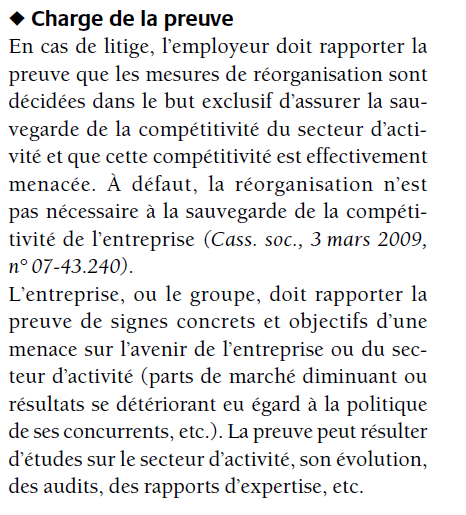 ◆ Charge de la preuve
En cas de litige, l'employeur doit rapporter la
preuve que les mesures de réorganisation sont
décidées dans le but exclusif d'assurer la sau-
vegarde de la compétitivité du secteur d'acti-
vité et que cette compétitivité est effectivement
menacée. À défaut, la réorganisation n'est
pas nécessaire à la sauvegarde de la compéti-
tivité de l'entreprise (Cass. soc., 3 mars 2009,
n° 07-43.240).
L'entreprise, ou le groupe, doit rapporter la
preuve de signes concrets et objectifs d'une
menace sur l'avenir de l'entreprise ou du sec-
teur d'activité (parts de marché diminuant ou
résultats se détériorant eu égard à la politique
de ses concurrents, etc.). La preuve peut résulter
d'études sur le secteur d'activité, son évolution,
des audits, des rapports d'expertise, etc.